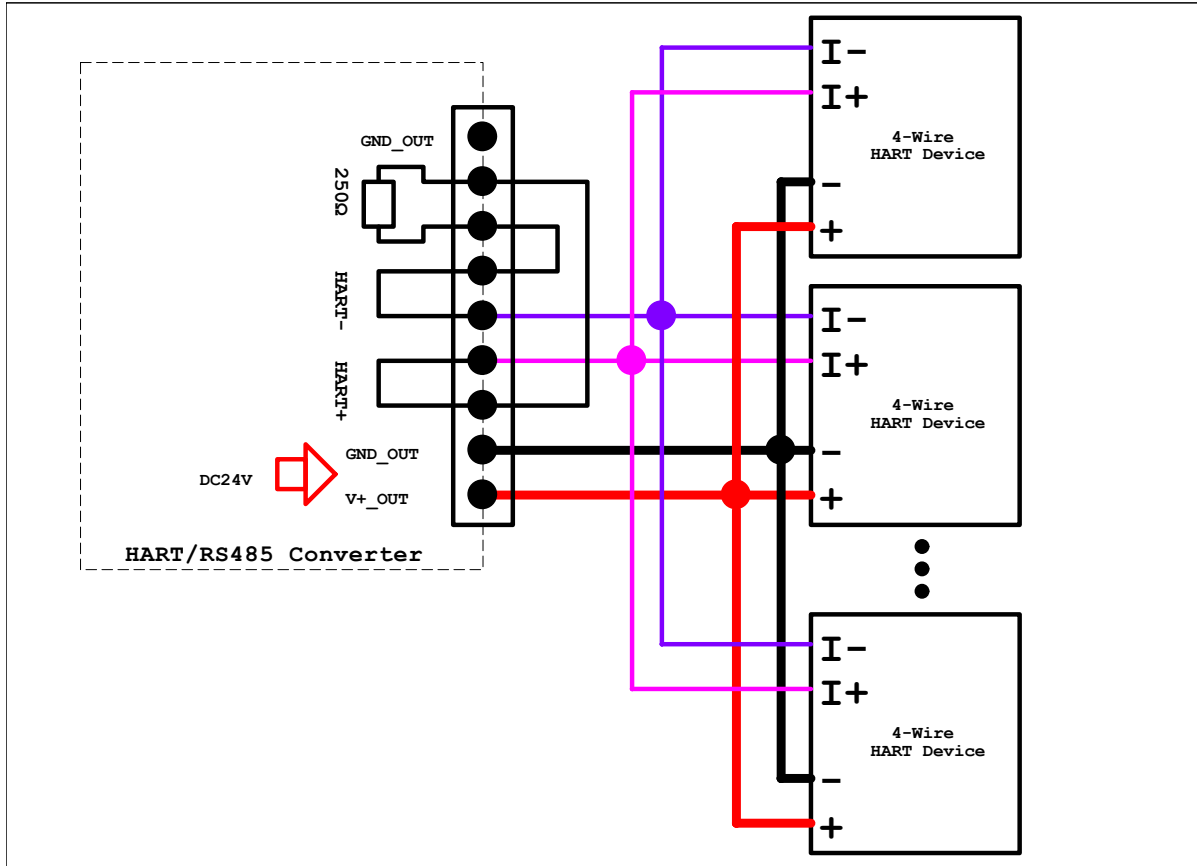 GND_OUT
250Ω
HART-
HART+
GND_OUT
DC24V
V+_OUT
HART/RS485 Converter
I-
I+
4-Wire
HART Device
-
+
I-
I+
4-Wire
HART Device
-
+
I-
I+
4-Wire
HART Device
-
+